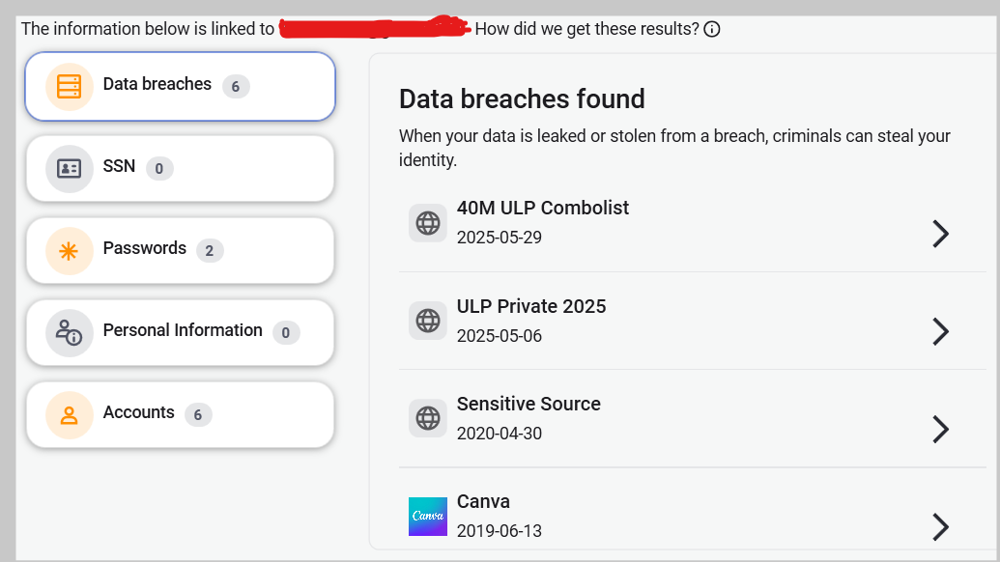 The information below is linked to How did we get these results?
Data breaches 6
SSN 0
Passwords 2
Personal Information 0
Accounts 6
Data breaches found
When your data is leaked or stolen from a breach, criminals can steal your
identity.
40M ULP Combolist
2025-05-29
ULP Private 2025
2025-05-06
Sensitive Source
2020-04-30
Canva
Canva
2019-06-13